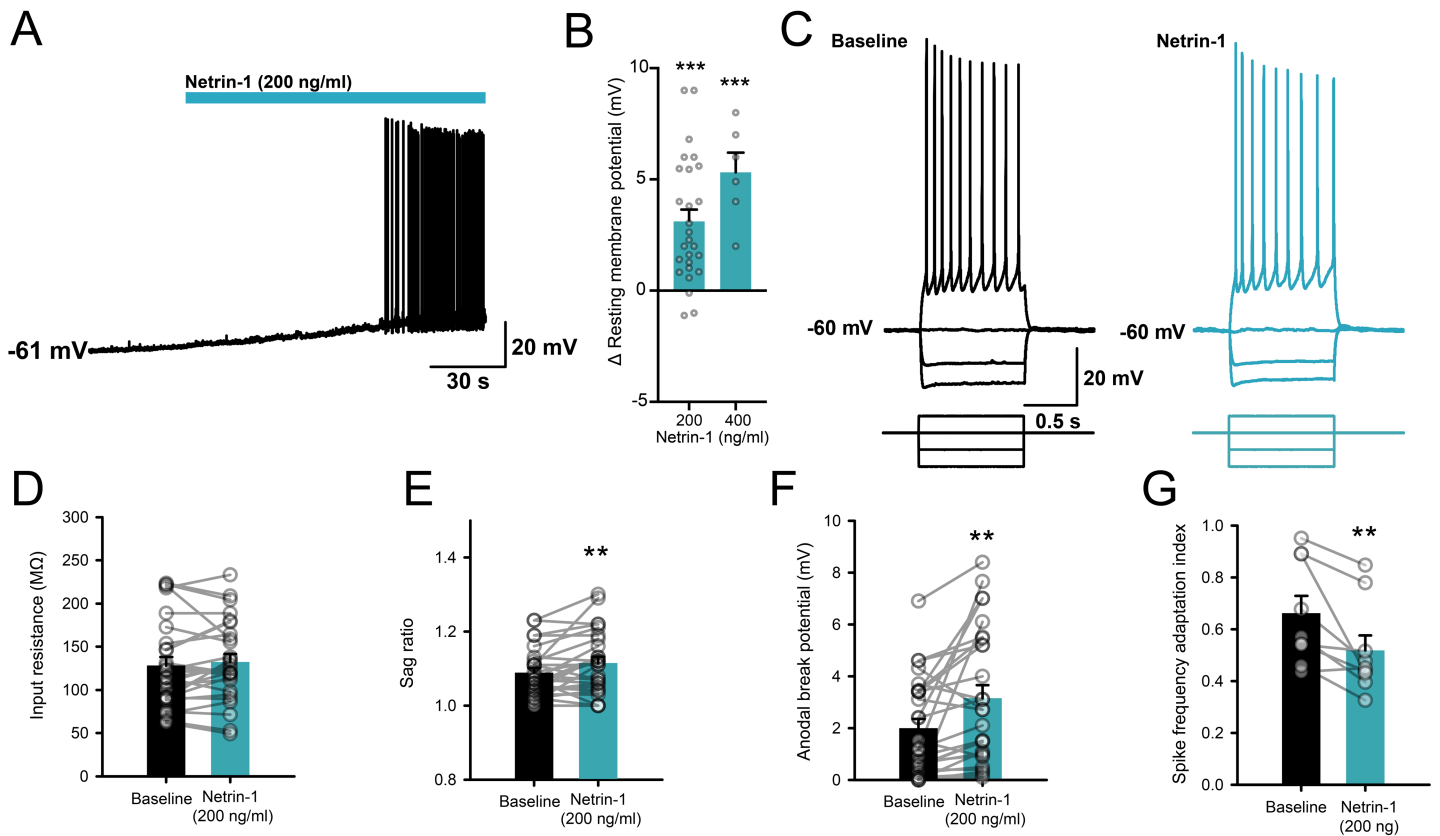 A
Netrin-1 (200 ng/ml)
-61 mV
20 mV
30 s
B
Δ Resting membrane potential (mV)
10
5
0
-5
***
***
200
400
Netrin-1 (ng/ml)
C
Baseline
Netrin-1
-60 mV
-60 mV
20 mV
0.5 s
D
Input resistance (MΩ)
300
250
200
150
100
50
0
Baseline
Netrin-1
(200 ng/ml)
E
Sag ratio
1.4
1.2
1.0
0.8
**
Baseline
Netrin-1
(200 ng/ml)
F
Anodal break potential (mV)
10
8
6
4
2
0
**
Baseline
Netrin-1
(200 ng/ml)
G
Spike frequency adaptation index
1.0
0.8
0.6
0.4
0.2
0.0
**
Baseline
Netrin-1
(200 ng)